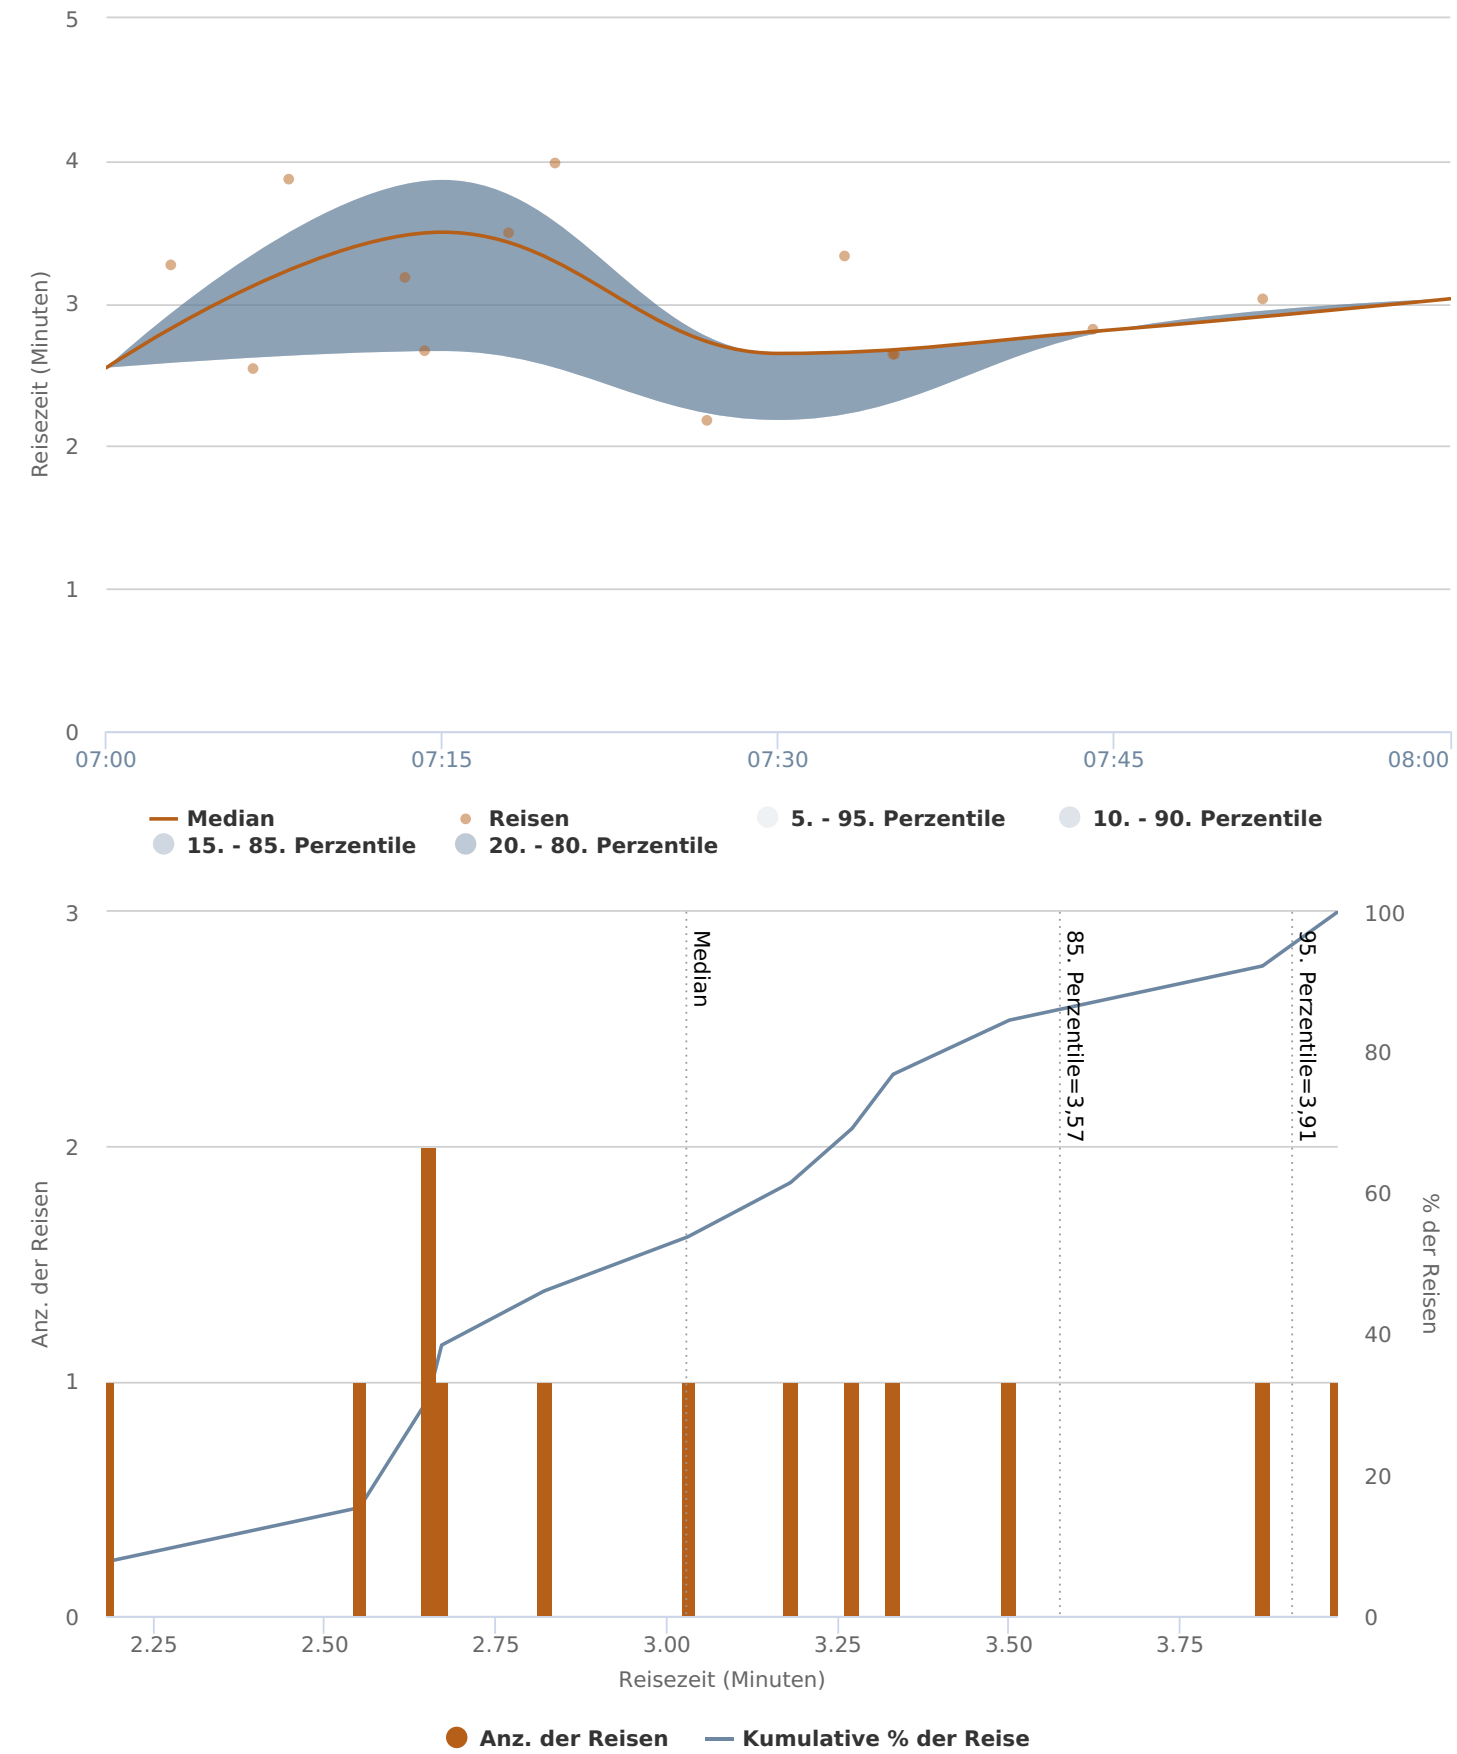 5
4
3
2
1
0
Reisezeit (Minuten)
07:00 07:15 07:30 07:45 08:00
Median Reisen 5. - 95. Perzentile 10. - 90. Perzentile
15. - 85. Perzentile 20. - 80. Perzentile
3
2
1
0
Anz. der Reisen
Median
85. Perzentile=3,57
95. Perzentile=3,91
100
80
60
40
20
0
% der Reisen
2.25 2.50 2.75 3.00 3.25 3.50 3.75
Reisezeit (Minuten)
Anz. der Reisen Kumulative % der Reise